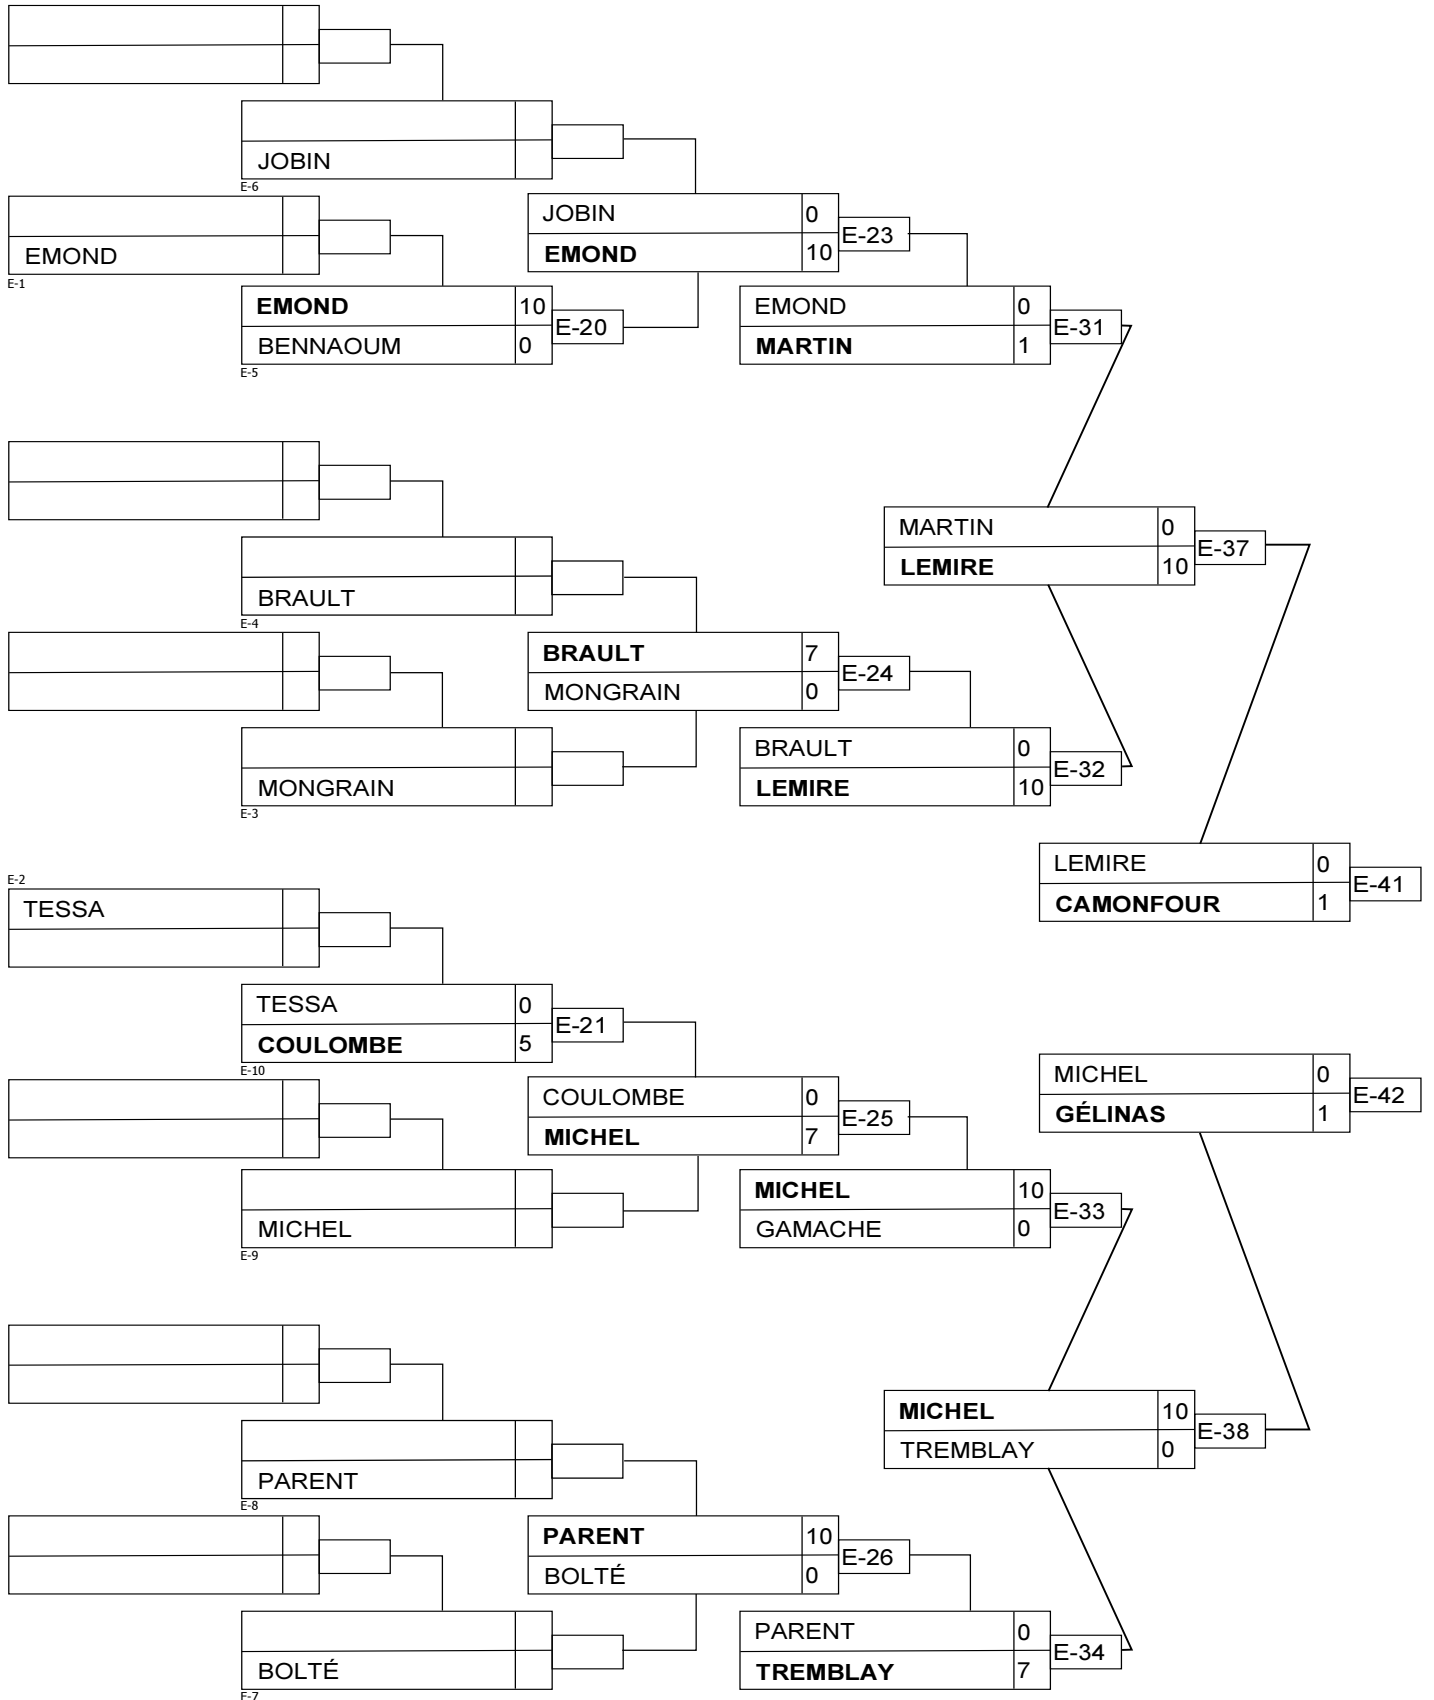 JOBIN
E-6
JOBIN 0
EMOND 10
E-23
EMOND
E-1
EMOND 10
BENNAOUM 0
E-20
E-5
EMOND 0
MARTIN 1
E-31
MARTIN 0
LEMIRE 10
E-37
BRAULT
E-4
BRAULT 7
MONGRAIN 0
E-24
MONGRAIN
E-3
BRAULT 0
LEMIRE 10
E-32
LEMIRE 0
CAMONFOUR 1
E-41
E-2
TESSA
TESSA 0
COULOMBE 5
E-21
E-10
MICHEL 0
GÉLINAS 1
E-42
COULOMBE 0
MICHEL 7
E-25
MICHEL
E-9
MICHEL 10
GAMACHE 0
E-33
MICHEL 10
TREMBLAY 0
E-38
PARENT
E-8
PARENT 10
BOLTÉ 0
E-26
BOLTÉ
E-7
PARENT 0
TREMBLAY 7
E-34